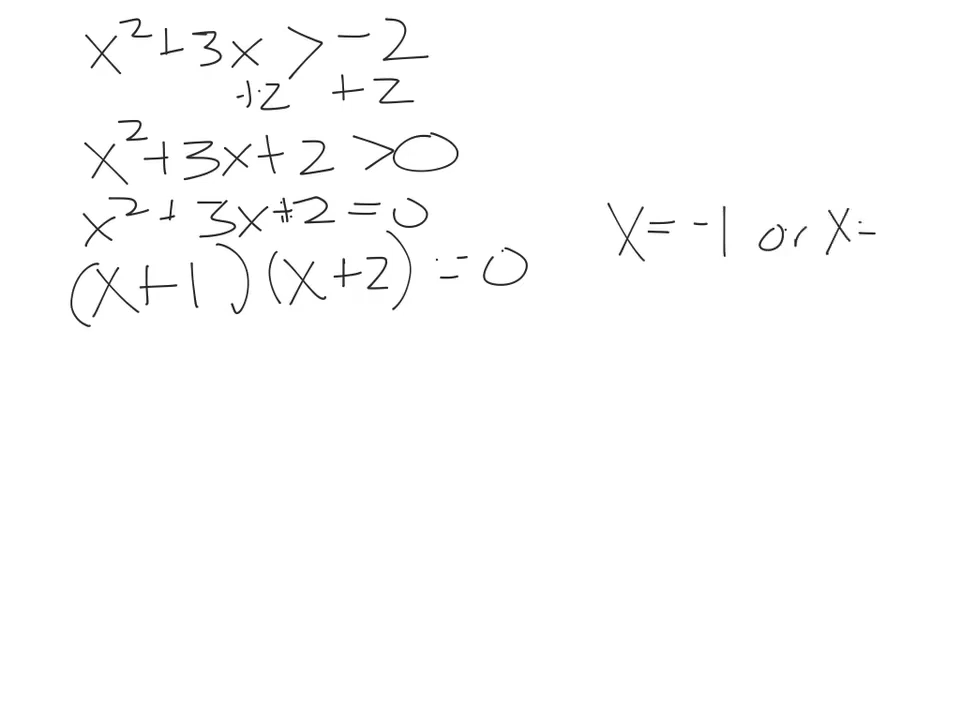 x²+3x > -2
+2 +2
x²+3x+2 >0
x²+3x+2=0
(x+1)(x+2)=0
x=-1 or x=